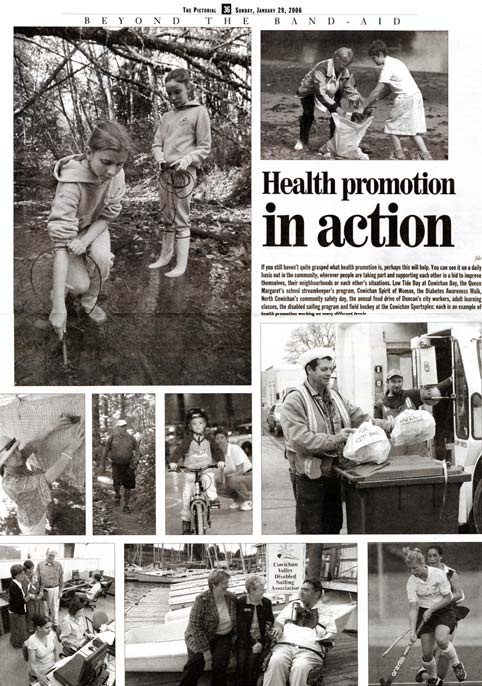 THE PICTORIAL 36 SUNDAY, JANUARY 29, 2006
BEYOND THE BAND-AID
Health promotion
in action
If you still haven't quite grasped what health promotion is, perhaps this will help. You can see it on a daily
basis out in the community, wherever people are taking part and supporting each other in a bid to improve
themselves, their neighbourhoods or each other's situations. Low Tide Day at Cowichan Bay, the Queen
Margaret's school streamkeeper's program, Cowichan Spirit of Women, the Diabetes Awareness Walk,
North Cowichan's community safety day, the annual food drive of Duncan's city workers, adult learning
classes, the disabled sailing program and field hockey at the Cowichan Sportsplex: each is an example of
health promotion working on many different levels
Cowichan
Valley
Disabled
Sailing
Association